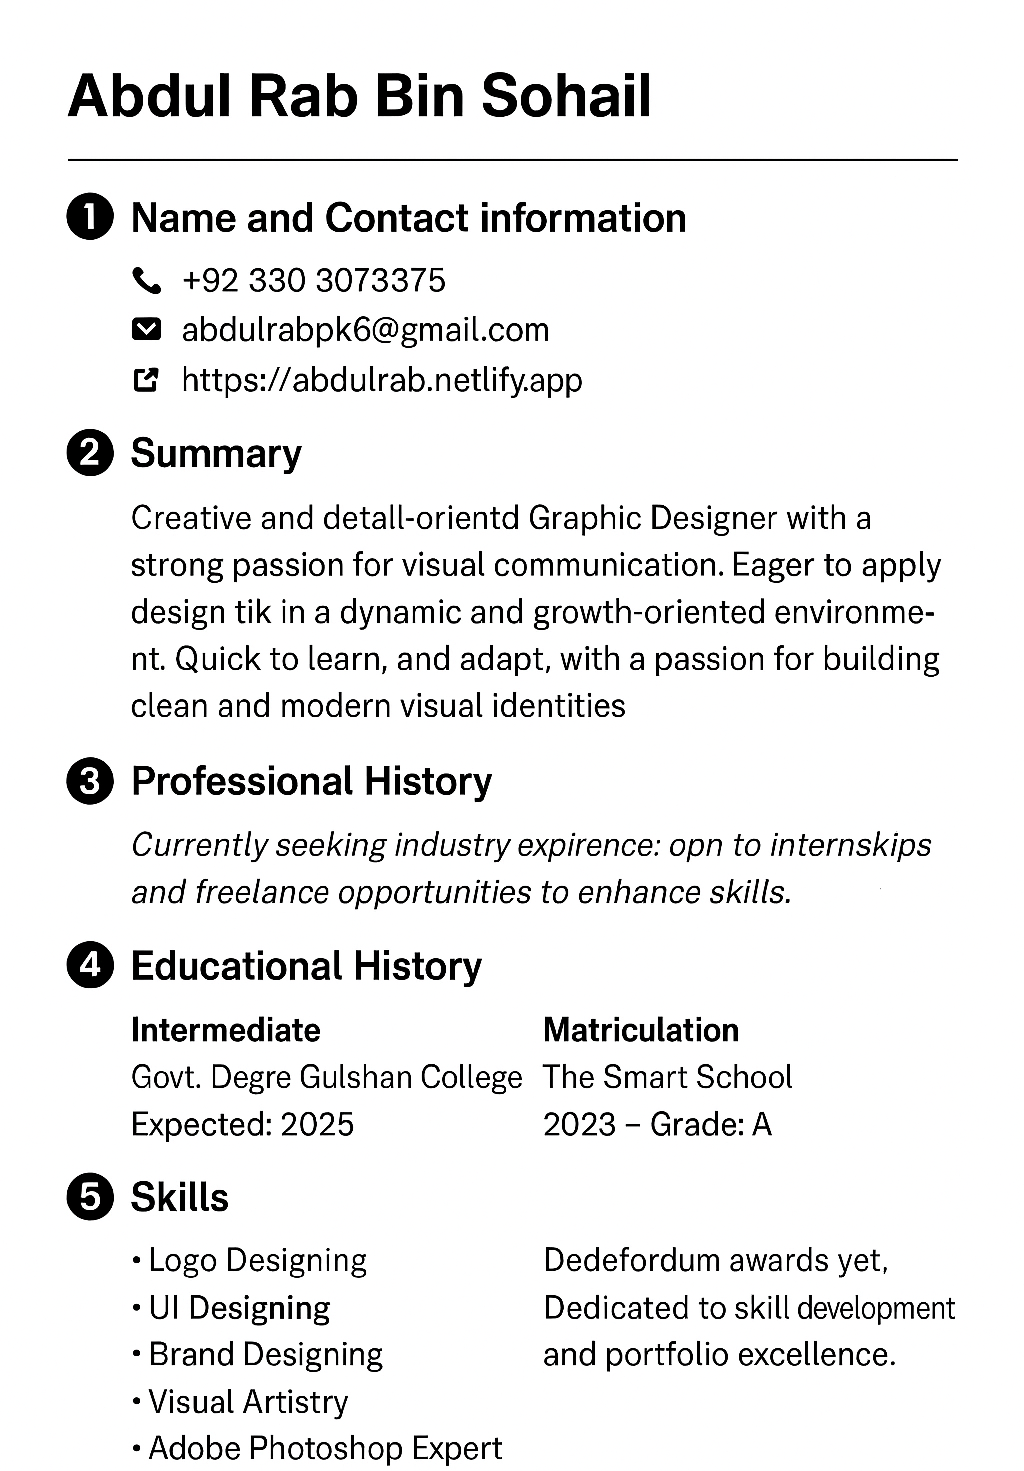 Abdul Rab Bin Sohail
1 Name and Contact information
+92 330 3073375
abdulrabpk6@gmail.com
https://abdulrab.netlify.app
2 Summary
Creative and detall-orientd Graphic Designer with a
strong passion for visual communication. Eager to apply
design tik in a dynamic and growth-oriented environme-
nt. Quick to learn, and adapt, with a passion for building
clean and modern visual identities
3 Professional History
Currently seeking industry expirence: opn to internskips
and freelance opportunities to enhance skills.
4 Educational History
Intermediate
Govt. Degre Gulshan College
Expected: 2025
Matriculation
The Smart School
2023 – Grade: A
5 Skills
• Logo Designing
• UI Designing
• Brand Designing
• Visual Artistry
• Adobe Photoshop Expert
Dedefordum awards yet,
Dedicated to skill development
and portfolio excellence.